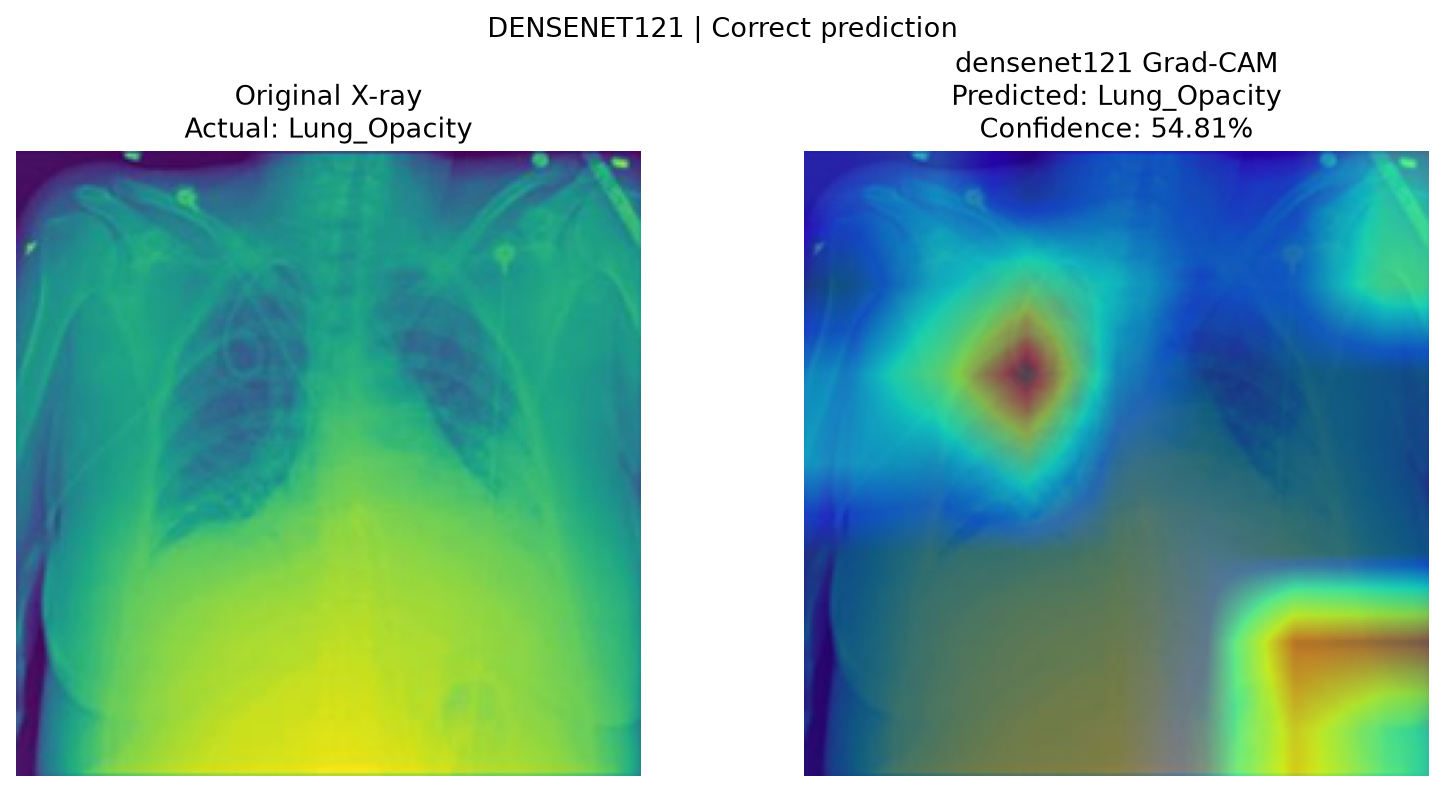 DENSENET121 | Correct prediction
Original X-ray
Actual: Lung_Opacity
densenet121 Grad-CAM
Predicted: Lung_Opacity
Confidence: 54.81%